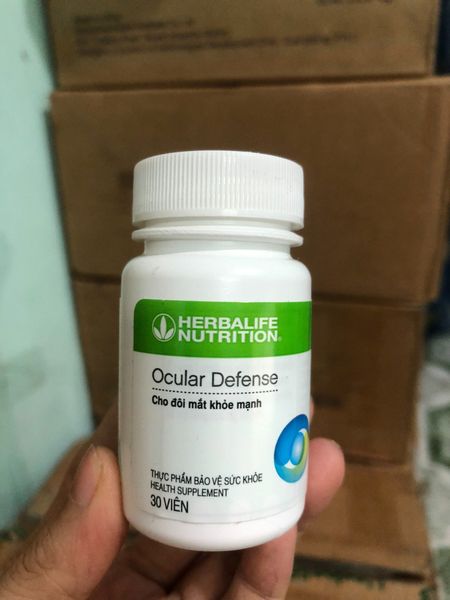 HERBALIFE
NUTRITION
Ocular Defense
Cho đôi mắt khỏe mạnh
THỰC PHẨM BẢO VỆ SỨC KHỎE
HEALTH SUPPLEMENT
30 VIÊN